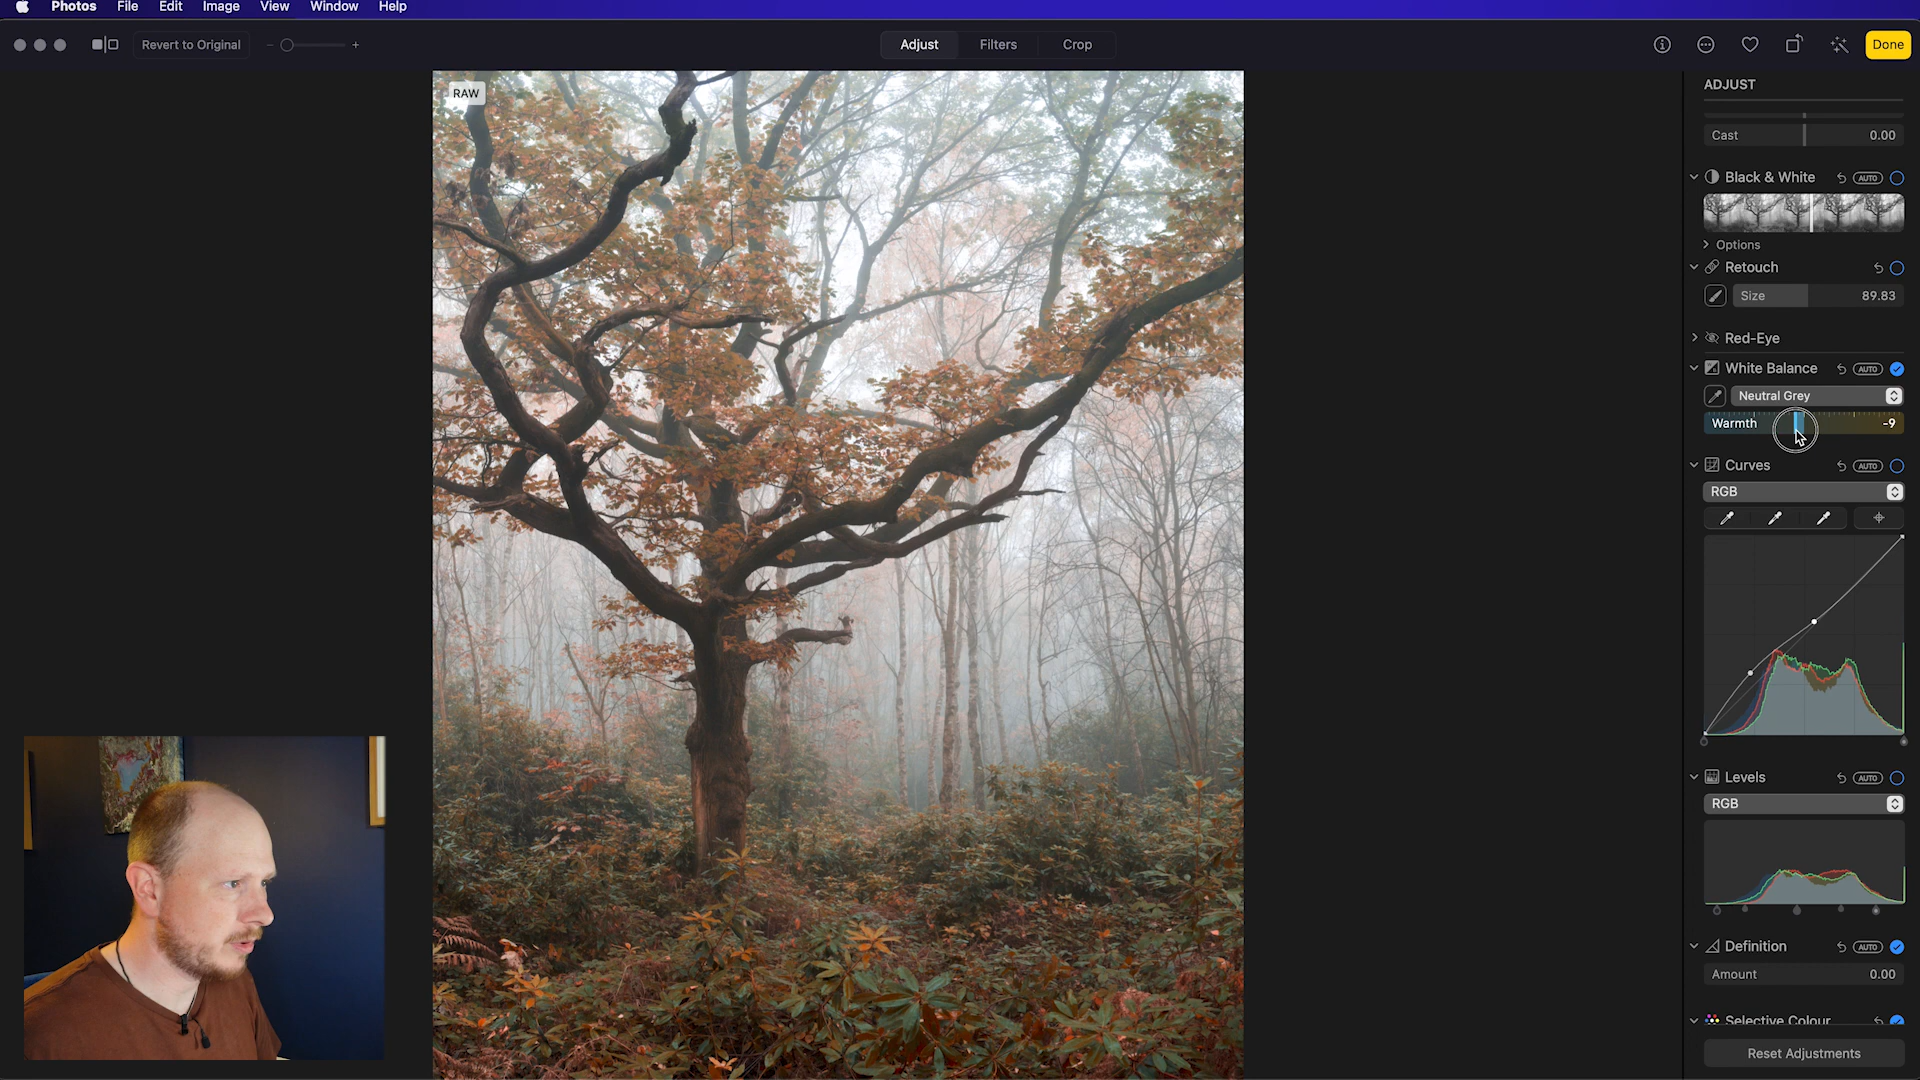 Photos File Edit Image View Window Help
Revert to Original − + Adjust Filters Crop Done
RAW
ADJUST
Cast 0.00
Black & White AUTO
Options
Retouch
Size 89.83
Red-Eye
White Balance AUTO
Neutral Grey
Warmth -9
Curves AUTO
RGB
Levels AUTO
RGB
Definition AUTO
Amount 0.00
Selective Colour
Reset Adjustments